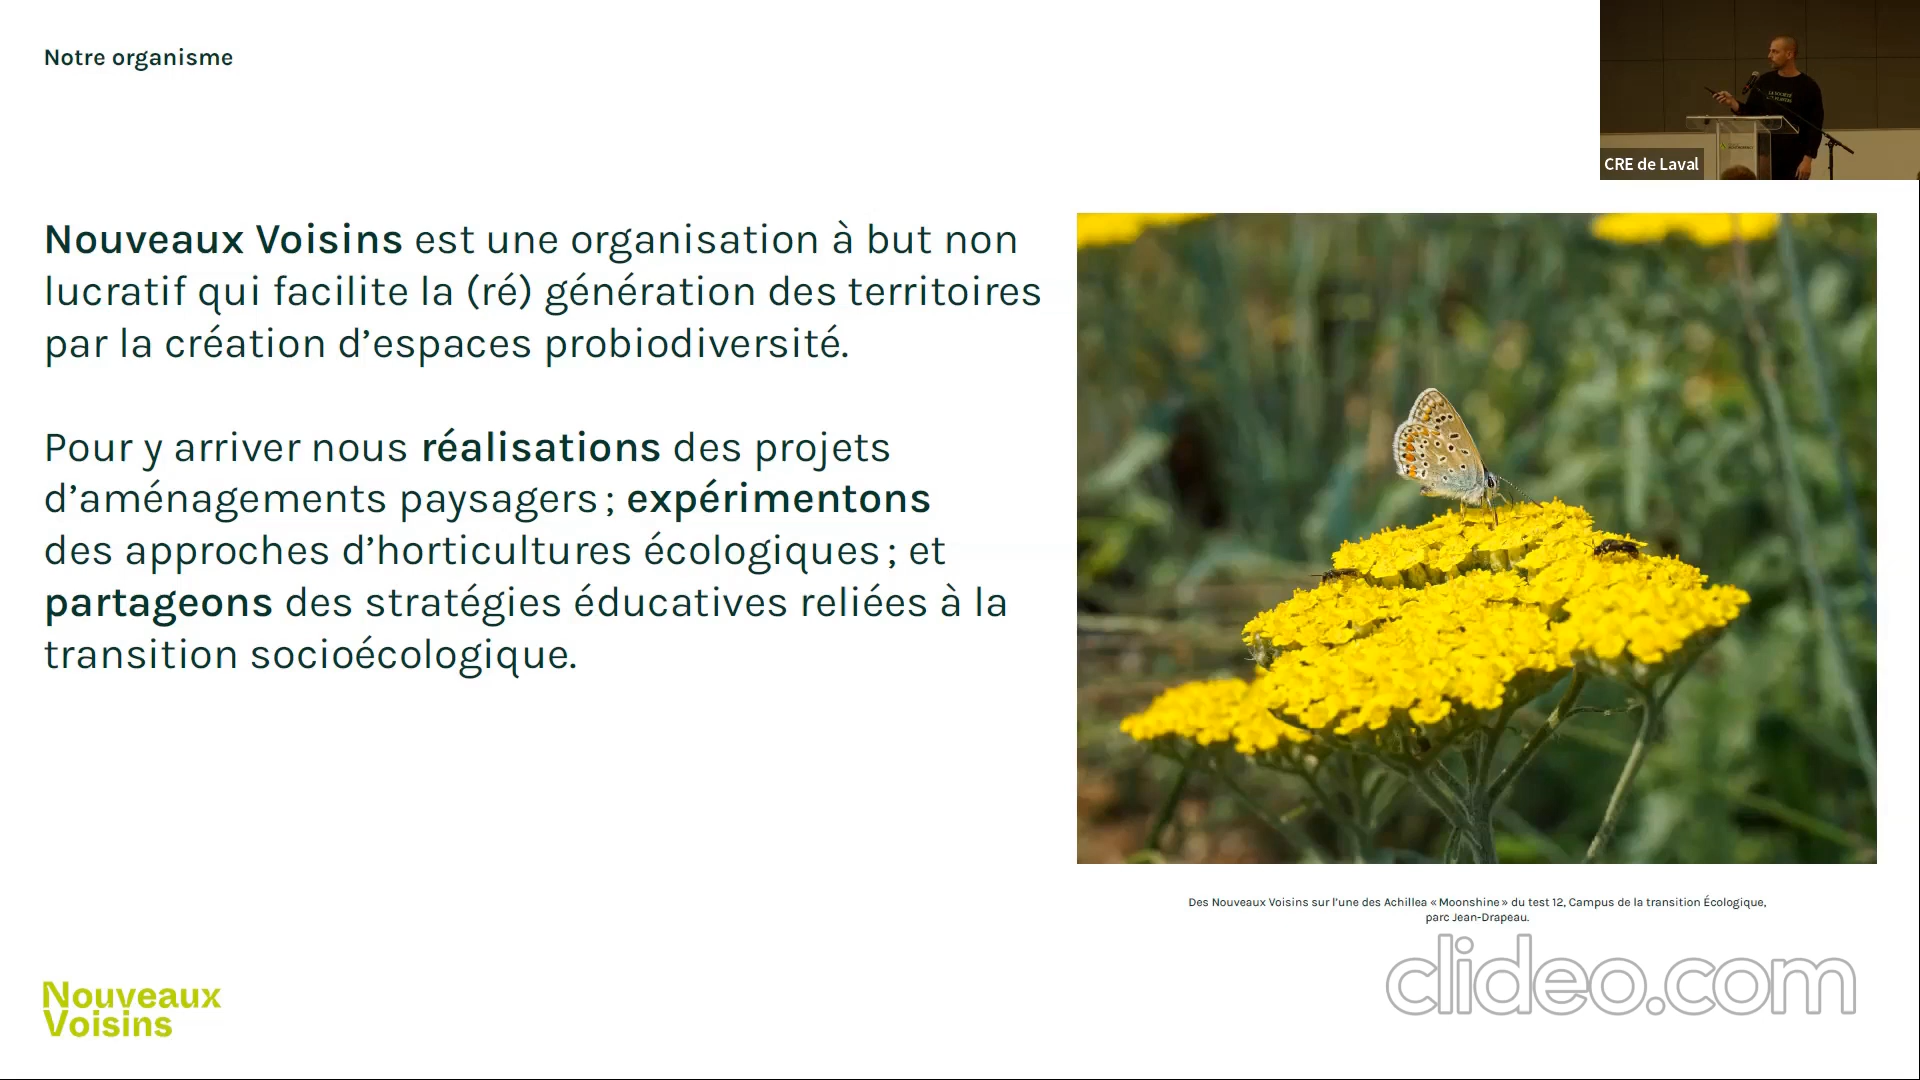 Notre organisme
CRE de Laval
Nouveaux Voisins est une organisation à but non
lucratif qui facilite la (ré) génération des territoires
par la création d’espaces probiodiversité.
Pour y arriver nous réalisations des projets
d’aménagements paysagers ; expérimentons
des approches d’horticultures écologiques ; et
partageons des stratégies éducatives reliées à la
transition socioécologique.
Des Nouveaux Voisins sur l’une des Achillea « Moonshine » du test 12, Campus de la transition Écologique,
parc Jean-Drapeau.
clideo.com
Nouveaux
Voisins